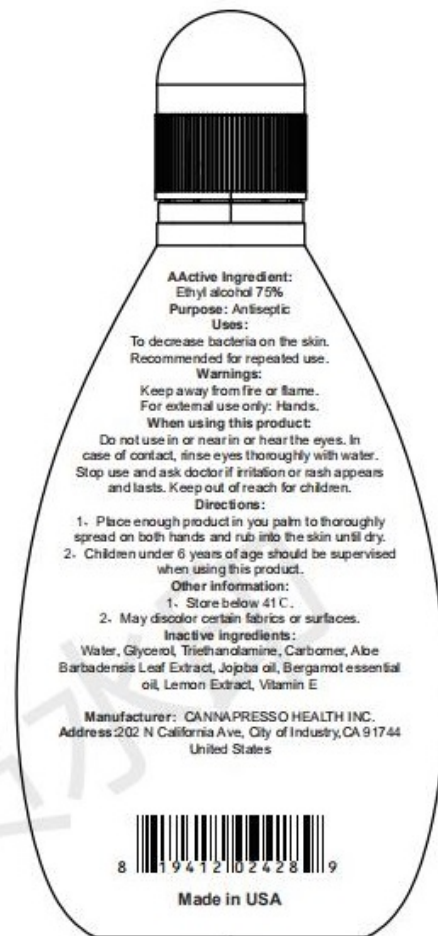 AActive Ingredient:
Ethyl alcohol 75%
Purpose: Antiseptic
Uses:
To decrease bacteria on the skin.
Recommended for repeated use.
Warnings:
Keep away from fire or flame.
For external use only: Hands.
When using this product:
Do not use in or near in or hear the eyes. In
case of contact, rinse eyes thoroughly with water.
Stop use and ask doctor if irritation or rash appears
and lasts. Keep out of reach for children.
Directions:
1、Place enough product in you palm to thoroughly
spread on both hands and rub into the skin until dry.
2、Children under 6 years of age should be supervised
when using this product.
Other information:
1、Store below 41C.
2、May discolor certain fabrics or surfaces.
Inactive ingredients:
Water, Glycerol, Triethanolamine, Carbomer, Aloe
Barbadensis Leaf Extract, Jojoba oil, Bergamot essential
oil, Lemon Extract, Vitamin E
Manufacturer: CANNAPRESSO HEALTH INC.
Address:202 N California Ave, City of Industry,CA 91744
United States
8 19412 02428 9
Made in USA